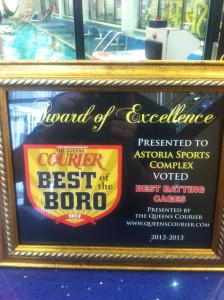 Award of Excellence
THE QUEENS
COURIER
BEST
of the
BORO
2012
PRESENTED TO
ASTORIA SPORTS
COMPLEX
VOTED
BEST BATTING
CAGES
PRESENTED BY
THE QUEENS COURIER
WWW.QUEENSCOURIER.COM
2012-2013